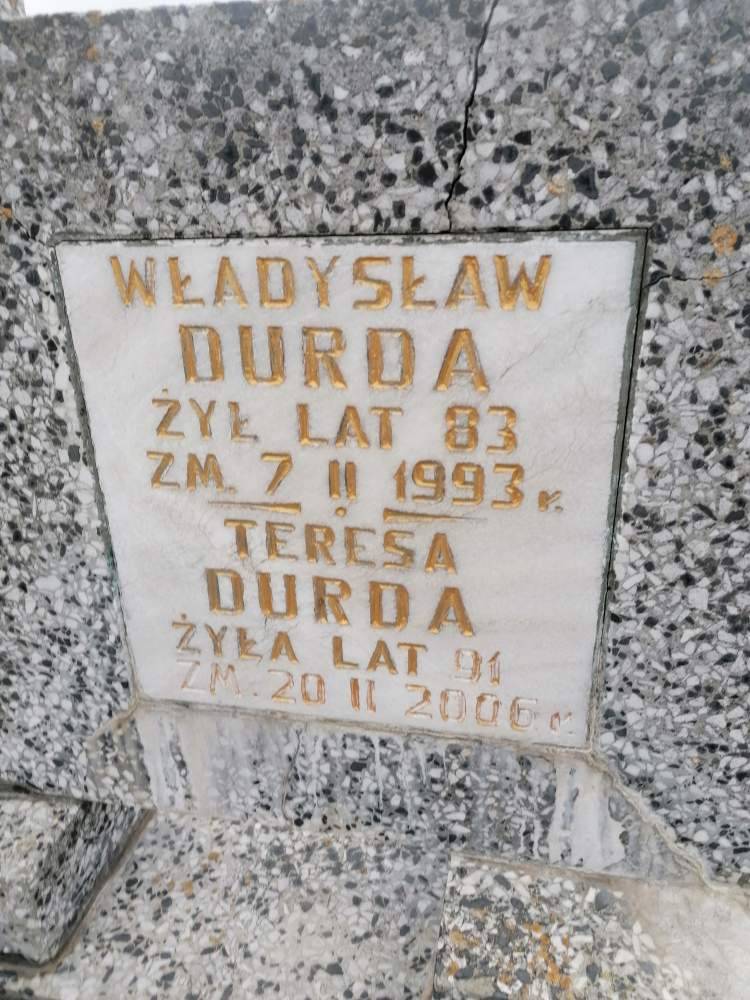 WŁADYSŁAW
DURDA
ŻYŁ LAT 83
ZM. 7 II 1993 r.
TERESA
DURDA
ŻYŁA LAT 91
ZM. 20 II 2006 r.